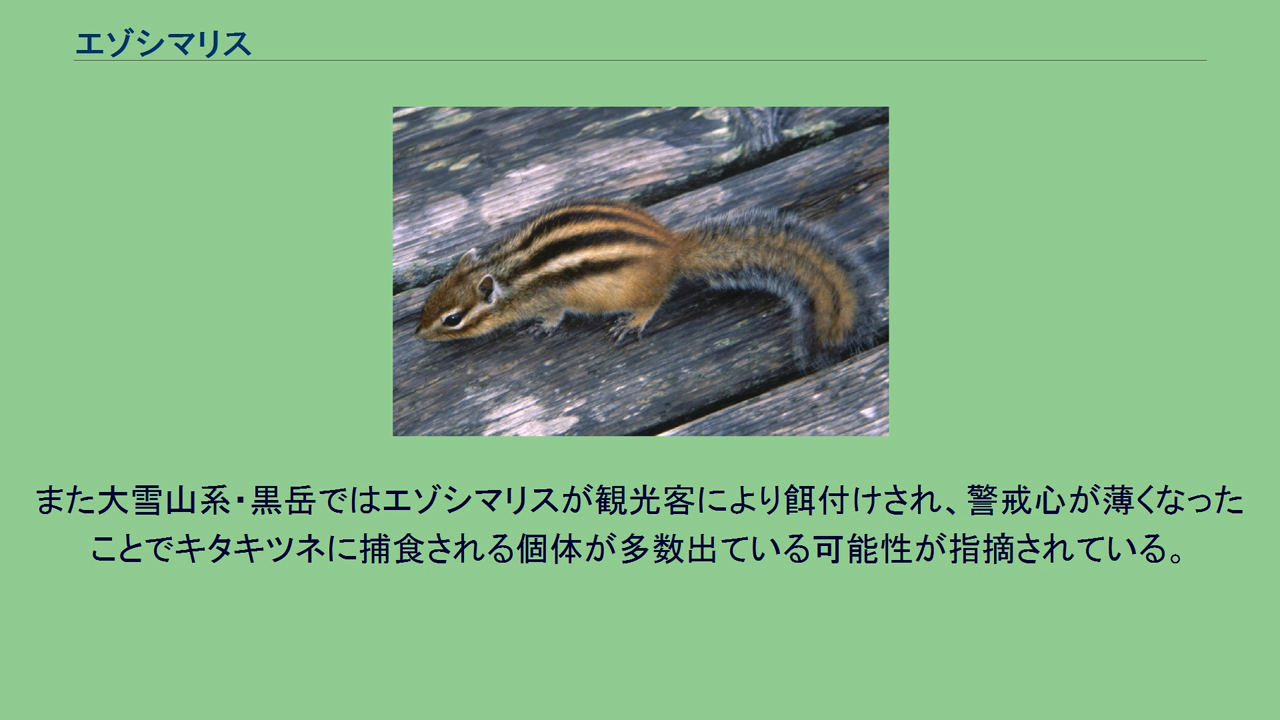 エゾシマリス
また大雪山系・黒岳ではエゾシマリスが観光客により餌付けされ、警戒心が薄くなった
ことでキタキツネに捕食される個体が多数出ている可能性が指摘されている。